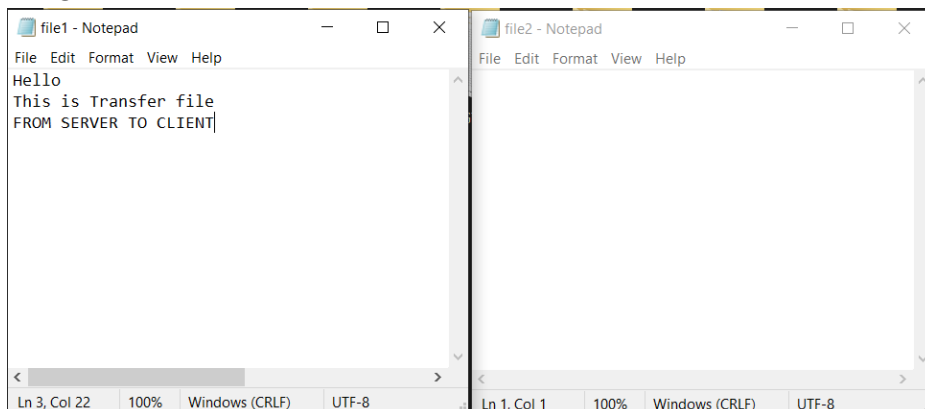 file1 - Notepad
File Edit Format View Help
Hello
This is Transfer file
FROM SERVER TO CLIENT
Ln 3, Col 22 100% Windows (CRLF) UTF-8
file2 - Notepad
File Edit Format View Help
Ln 1, Col 1 100% Windows (CRLF) UTF-8